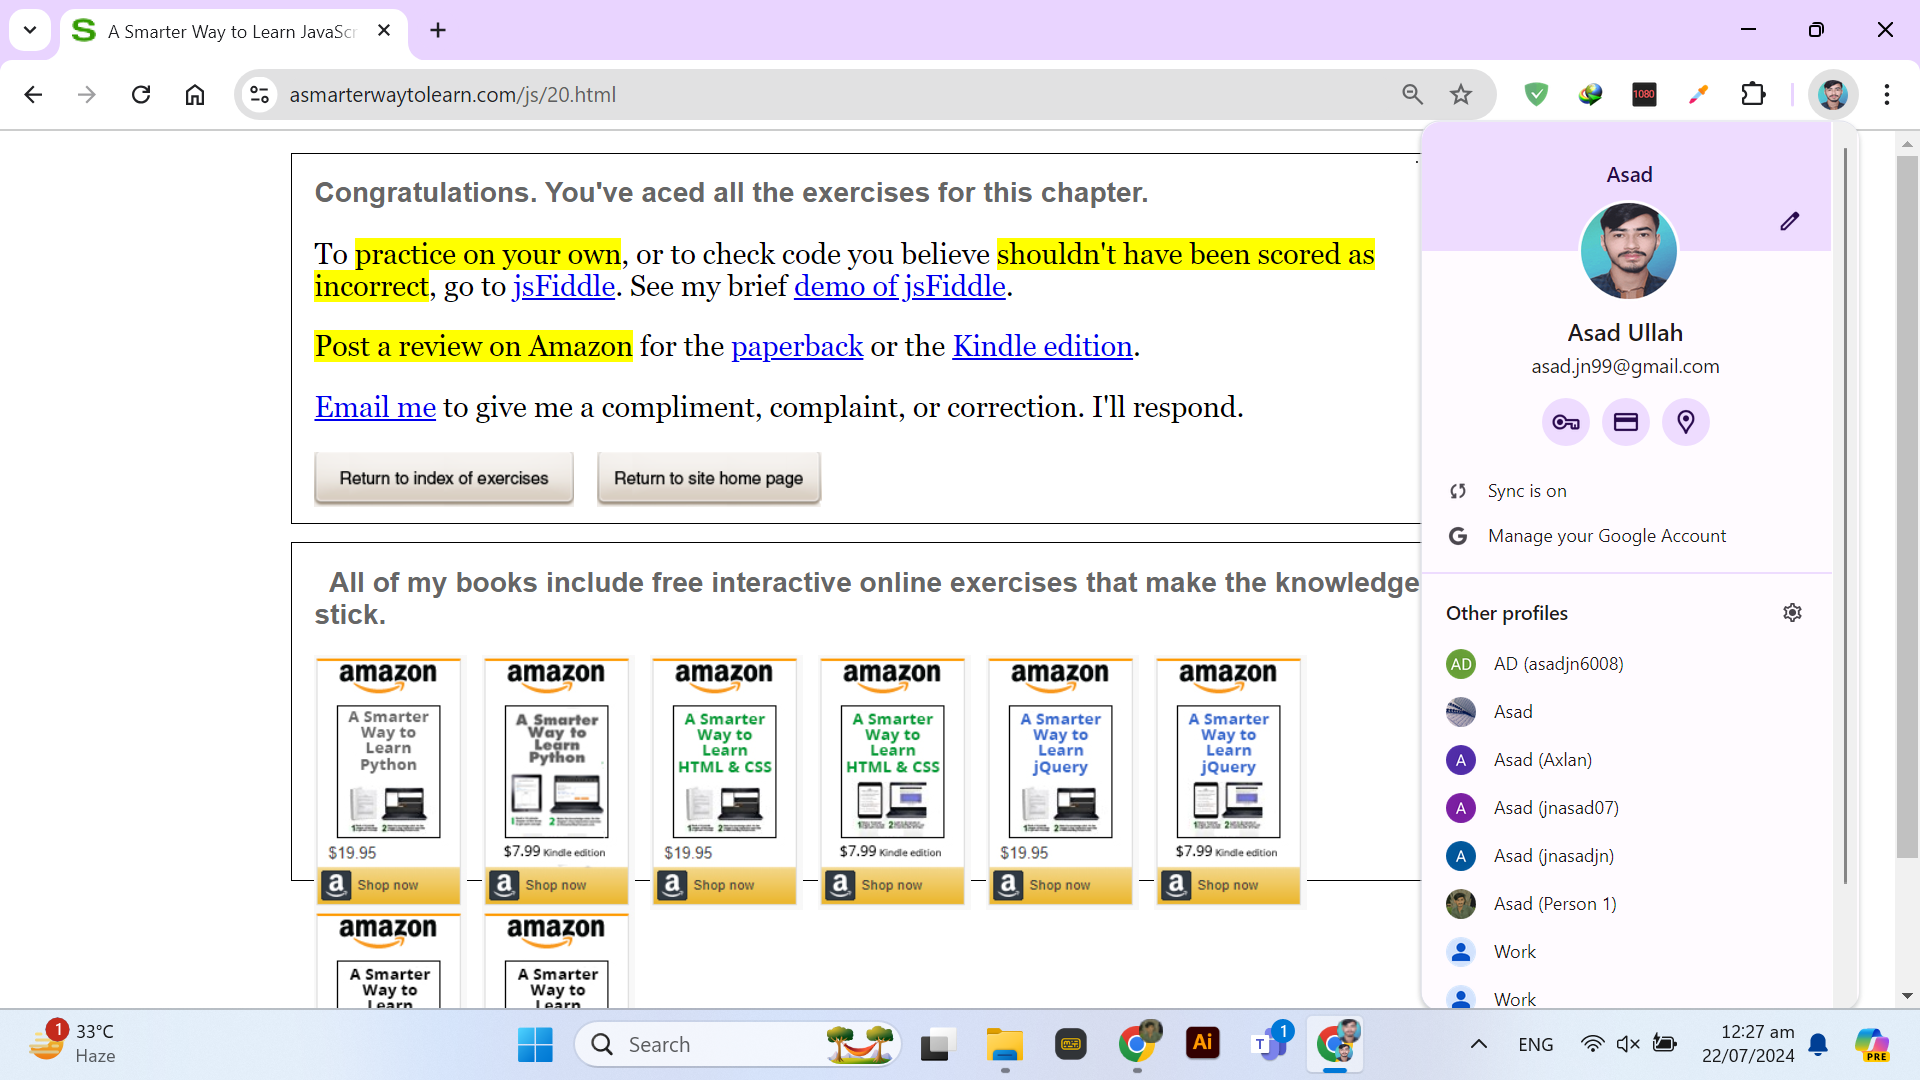 A Smarter Way to Learn JavaScr
asmarterwaytolearn.com/js/20.html
1080
Congratulations. You've aced all the exercises for this chapter.
To practice on your own, or to check code you believe shouldn't have been scored as
incorrect, go to jsFiddle. See my brief demo of jsFiddle.
Post a review on Amazon for the paperback or the Kindle edition.
Email me to give me a compliment, complaint, or correction. I'll respond.
Return to index of exercises
Return to site home page
All of my books include free interactive online exercises that make the knowledge
stick.
amazon
A Smarter
Way to
Learn
Python
$19.95
a Shop now
amazon
A Smarter
Way to
Learn
Python
$7.99 Kindle edition
a Shop now
amazon
A Smarter
Way to
Learn
HTML & CSS
$19.95
a Shop now
amazon
A Smarter
Way to
Learn
HTML & CSS
$7.99 Kindle edition
a Shop now
amazon
A Smarter
Way to
Learn
jQuery
$19.95
a Shop now
amazon
A Smarter
Way to
Learn
jQuery
$7.99 Kindle edition
a Shop now
amazon
A Smarter
Way to
Learn
amazon
A Smarter
Way to
Learn
Asad
Asad Ullah
asad.jn99@gmail.com
Sync is on
G Manage your Google Account
Other profiles
AD AD (asadjn6008)
Asad
A Asad (Axlan)
A Asad (jnasad07)
A Asad (jnasadjn)
Asad (Person 1)
Work
Work
1
33°C
Haze
Search
Ai
T 1
ENG
12:27 am
22/07/2024
PRE